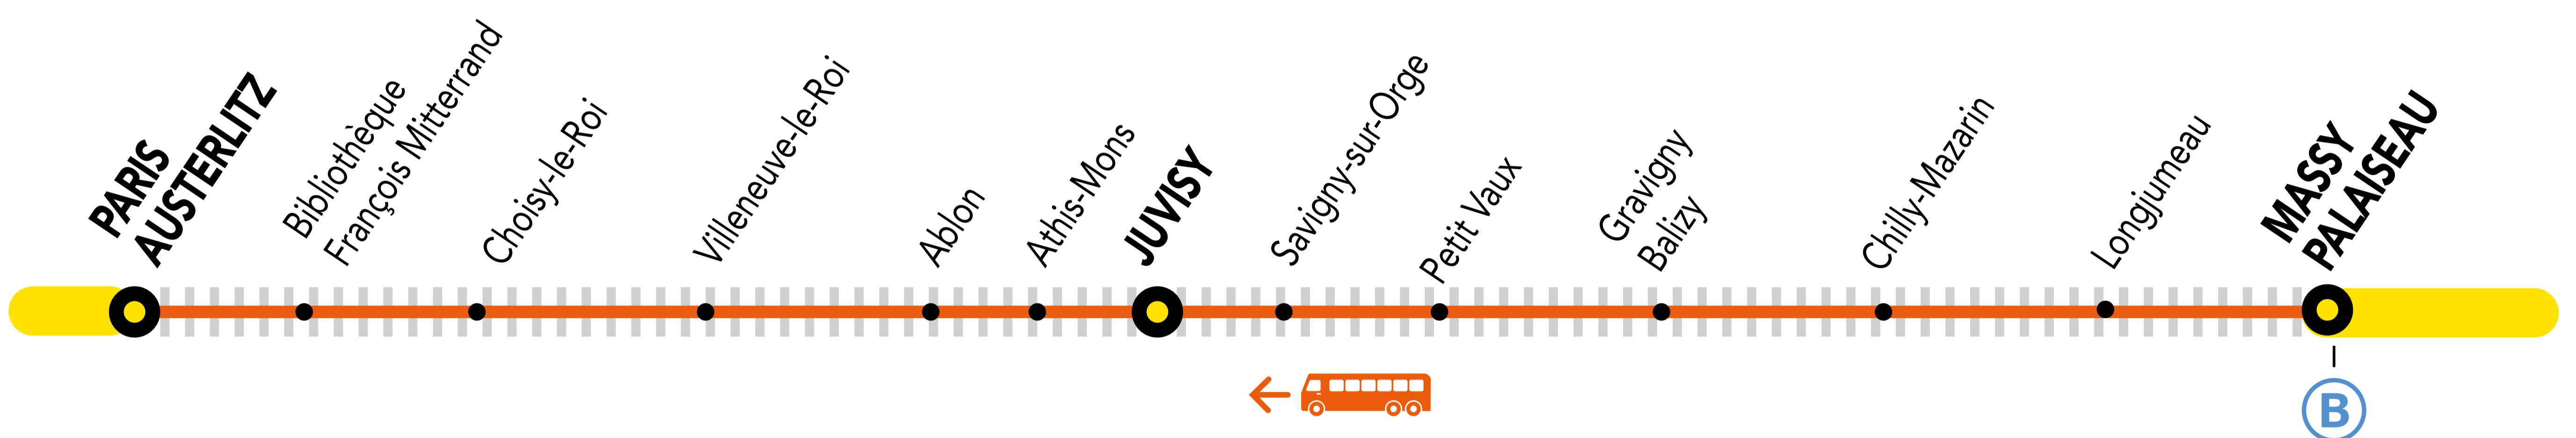 PARIS
AUSTERLITZ
Bibliothèque
François Mitterrand
Choisy-le-Roi
Villeneuve-le-Roi
Ablon
Athis-Mons
JUVISY
Savigny-sur-Orge
Petit Vaux
Gravigny
Balizy
Chilly-Mazarin
Longjumeau
MASSY
PALAISEAU
B